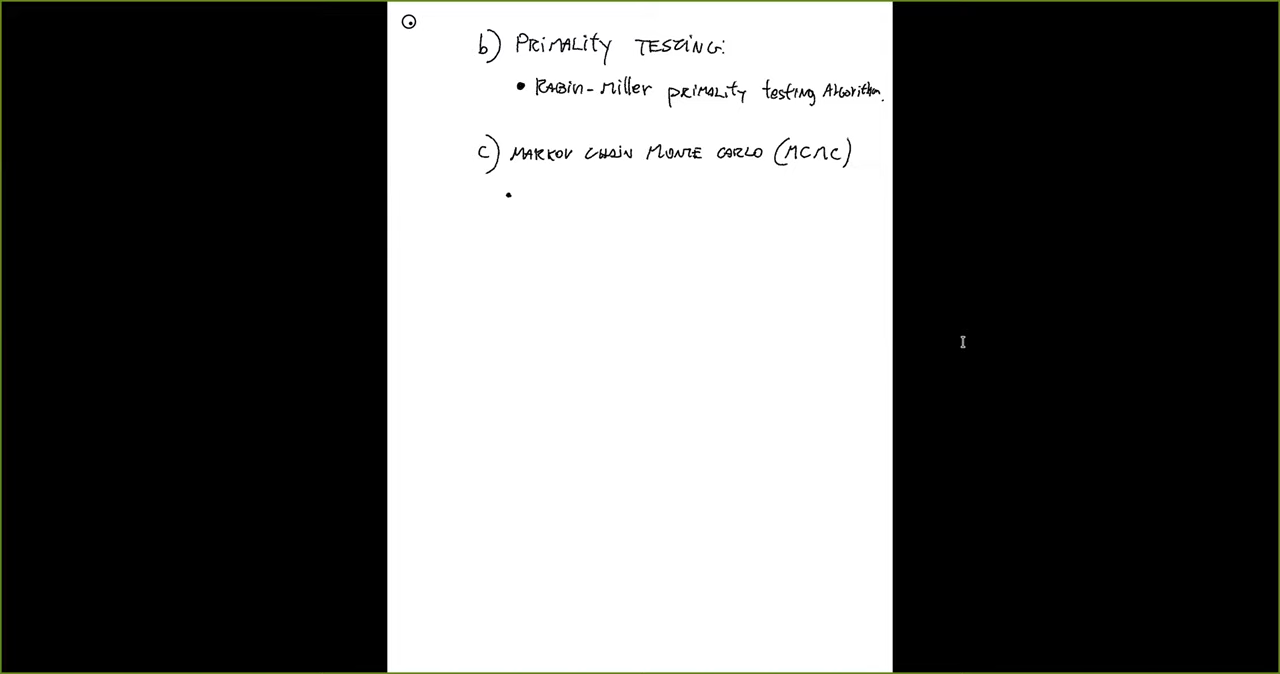 b) PRIMALITY TESTING:
• RABIN-Miller PRIMALITY testing Algorithm.
c) MARKOV CHAIN MONTE CARLO (MCMC)
•